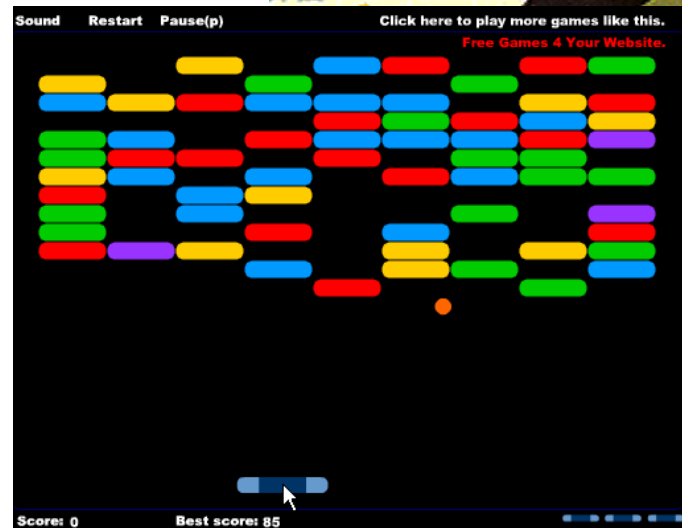 Sound Restart Pause(p) Click here to play more games like this.
Free Games 4 Your Website.
Score: 0 Best score: 85